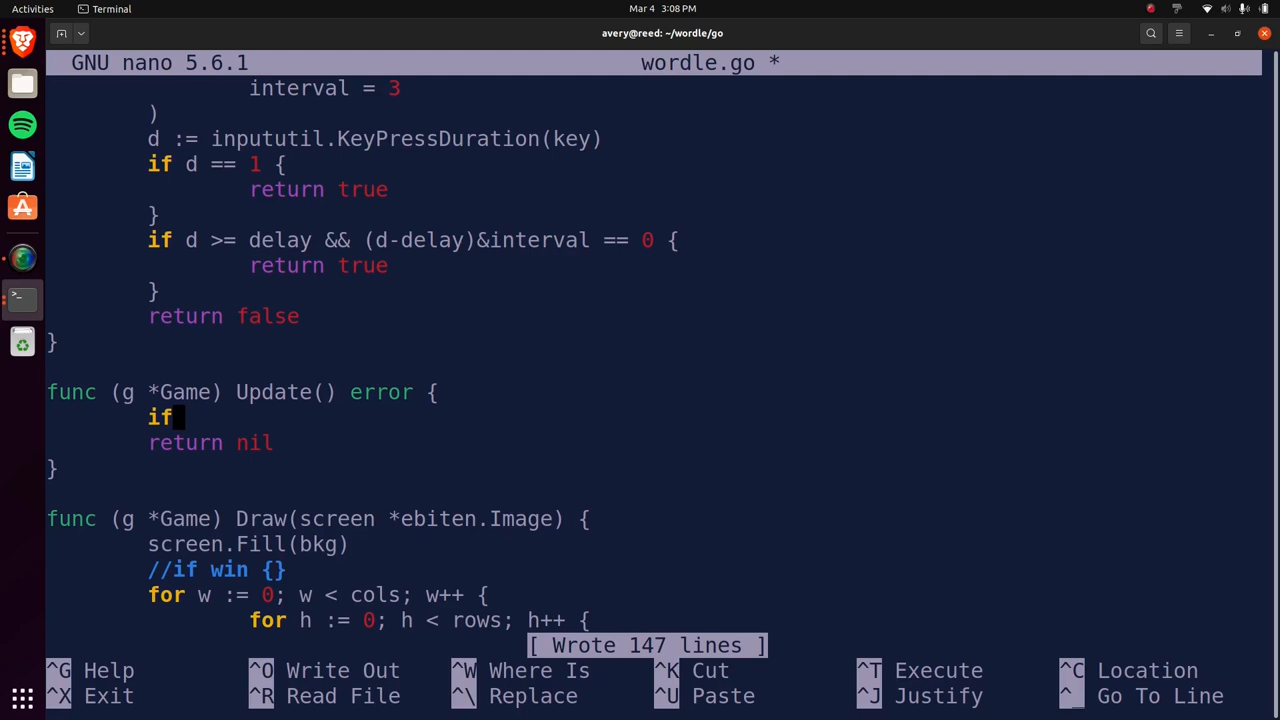 Activities Terminal Mar 4 3:08 PM
avery@reed: ~/wordle/go
GNU nano 5.6.1 wordle.go *
interval = 3
)
d := inpututil.KeyPressDuration(key)
if d == 1 {
return true
}
if d >= delay && (d-delay)&interval == 0 {
return true
}
return false
}
func (g *Game) Update() error {
if
return nil
}
func (g *Game) Draw(screen *ebiten.Image) {
screen.Fill(bkg)
//if win {}
for w := 0; w < cols; w++ {
for h := 0; h < rows; h++ {
[ Wrote 147 lines ]
^G Help ^O Write Out ^W Where Is ^K Cut ^T Execute ^C Location
^X Exit ^R Read File ^\ Replace ^U Paste ^J Justify ^_ Go To Line